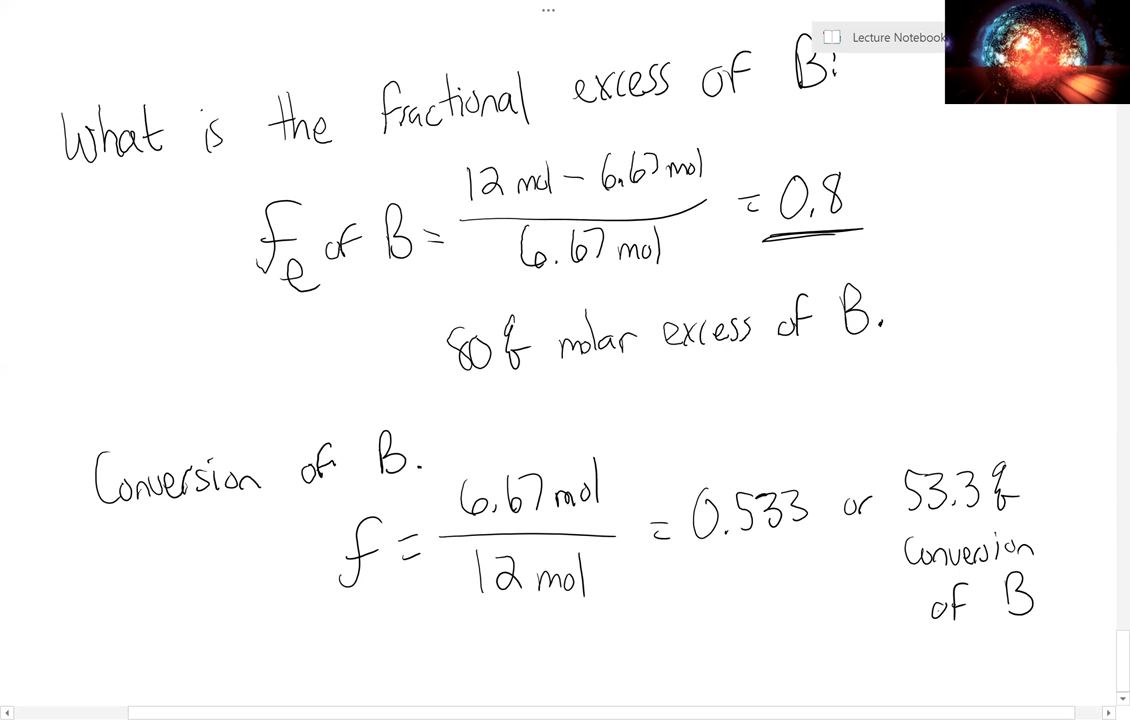 Lecture Notebook
What is the fractional excess of B?
fe of B = 12 mol - 6.67 mol / 6.67 mol = 0.8
80% molar excess of B.
Conversion of B.
f = 6.67 mol / 12 mol = 0.533 or 53.3%
conversion
of B